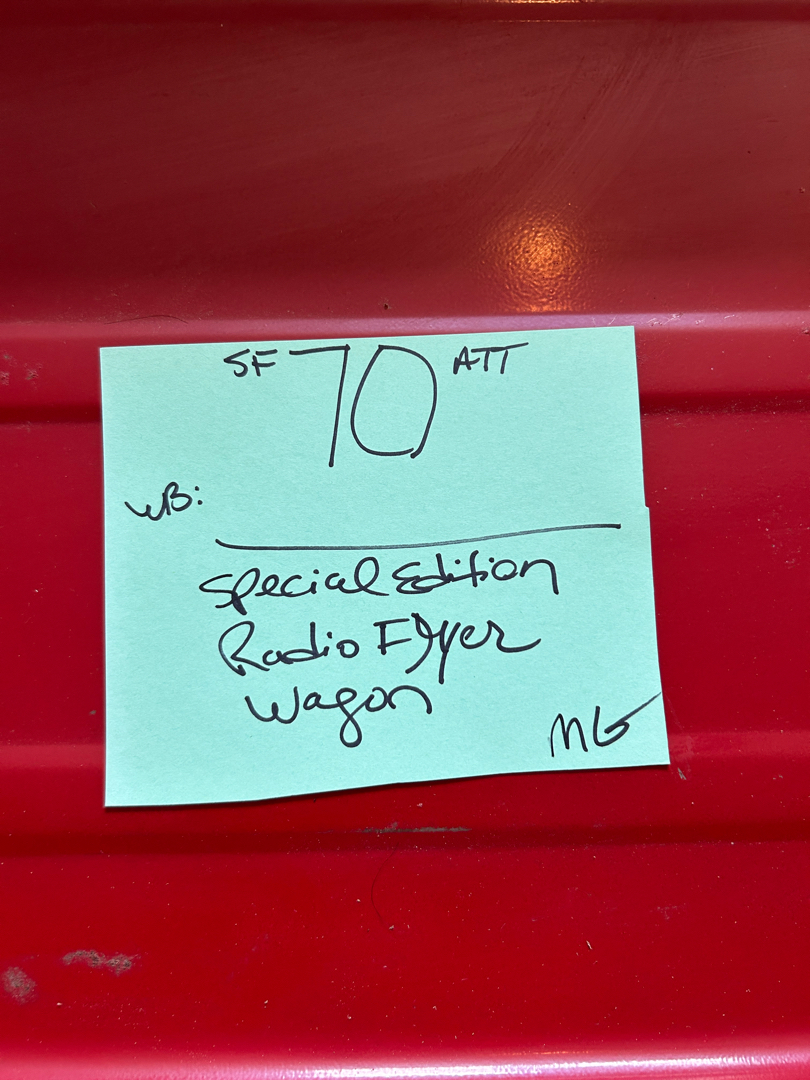 SF 70 ATT
WB:
Special Edition
Radio Flyer
Wagon
MG